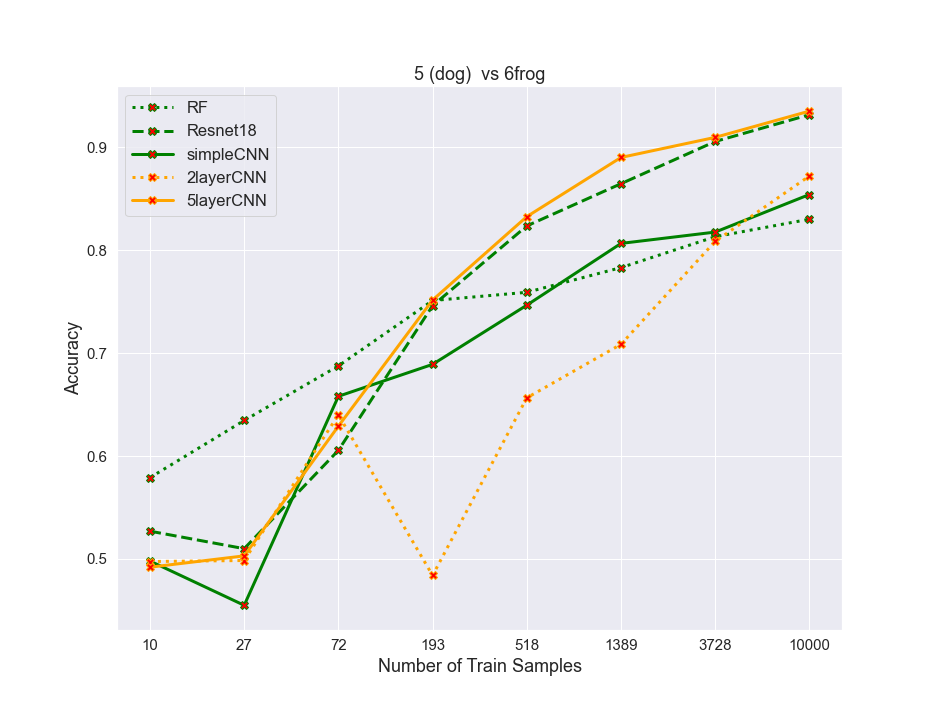 5 (dog)  vs 6frog
RF
Resnet18
simpleCNN
2layerCNN
5layerCNN
Accuracy
0.9
0.8
0.7
0.6
0.5
10 27 72 193 518 1389 3728 10000
Number of Train Samples